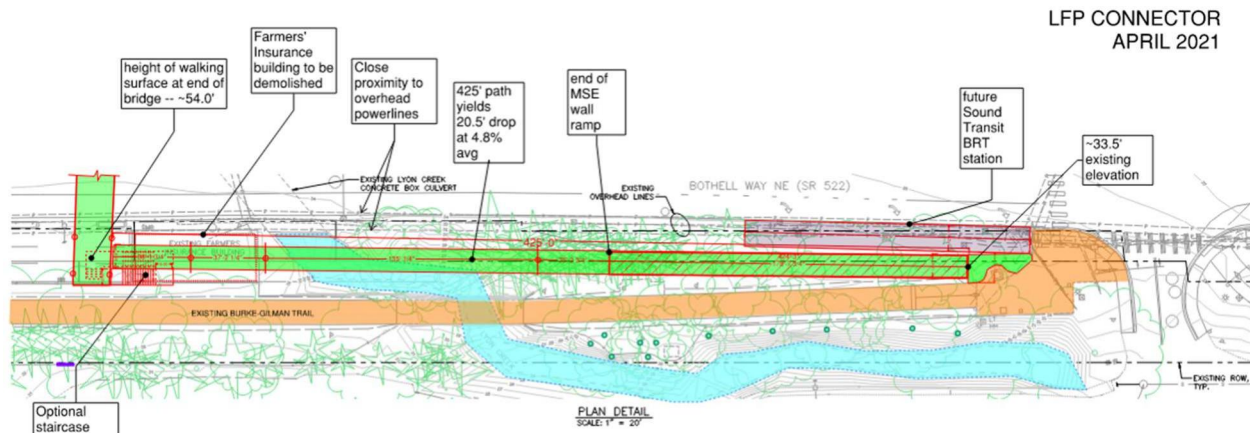 LFP CONNECTOR
APRIL 2021
Farmers'
Insurance
building to be
demolished
height of walking
surface at end of
bridge -- ~54.0'
Close
proximity to
overhead
powerlines
425' path
yields
20.5' drop
at 4.8%
avg
end of
MSE
wall
ramp
future
Sound
Transit
BRT
station
~33.5'
existing
elevation
EXISTING LYON CREEK
CONCRETE BOX CULVERT
EXISTING
OVERHEAD LINES
BOTHELL WAY NE (SR 522)
EXISTING FARMERS
425'-0"
EXISTING BURKE-GILMAN TRAIL
EXISTING ROW,
TYP.
Optional
staircase
PLAN DETAIL
SCALE: 1" = 20'